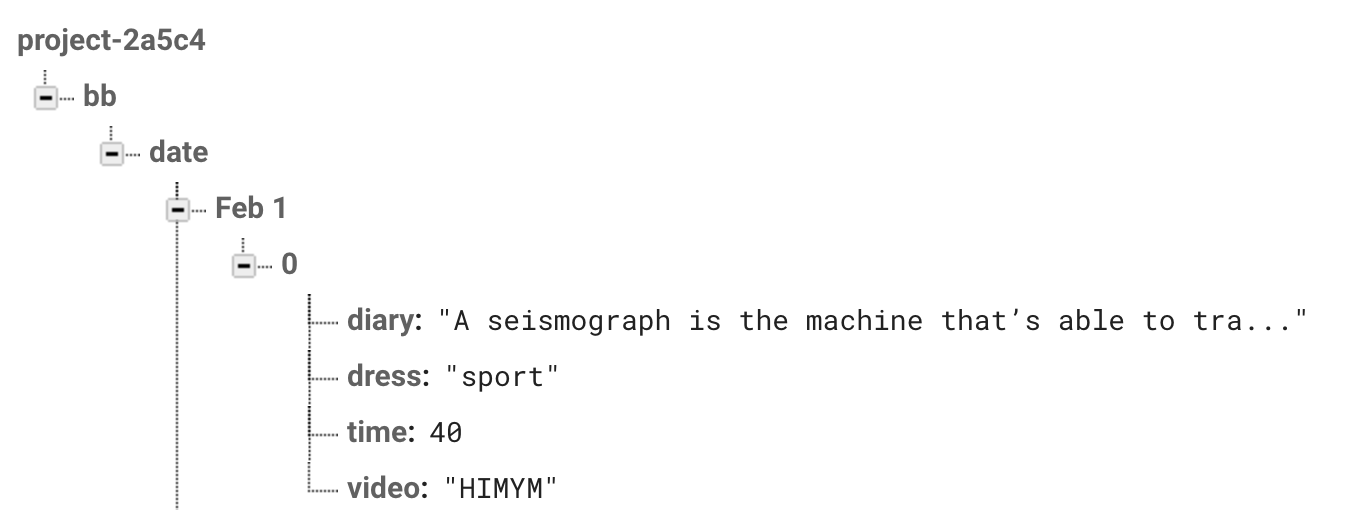 project-2a5c4
bb
date
Feb 1
0
diary: "A seismograph is the machine that’s able to tra..."
dress: "sport"
time: 40
video: "HIMYM"